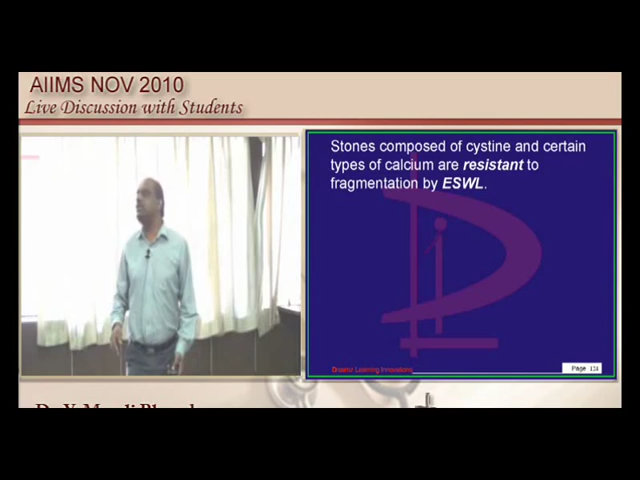 AIIMS NOV 2010
Live Discussion with Students
Stones composed of cystine and certain
types of calcium are resistant to
fragmentation by ESWL.
Learning Innovations
Page 124